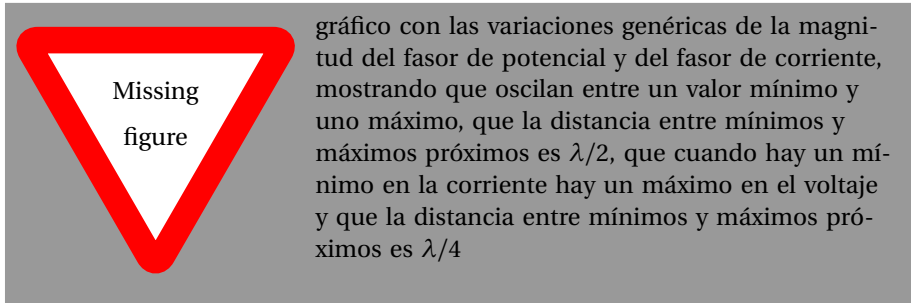 Missing
figure
gráfico con las variaciones genéricas de la magni-
tud del fasor de potencial y del fasor de corriente,
mostrando que oscilan entre un valor mínimo y
uno máximo, que la distancia entre mínimos y
máximos próximos es λ/2, que cuando hay un mí-
nimo en la corriente hay un máximo en el voltaje
y que la distancia entre mínimos y máximos pró-
ximos es λ/4